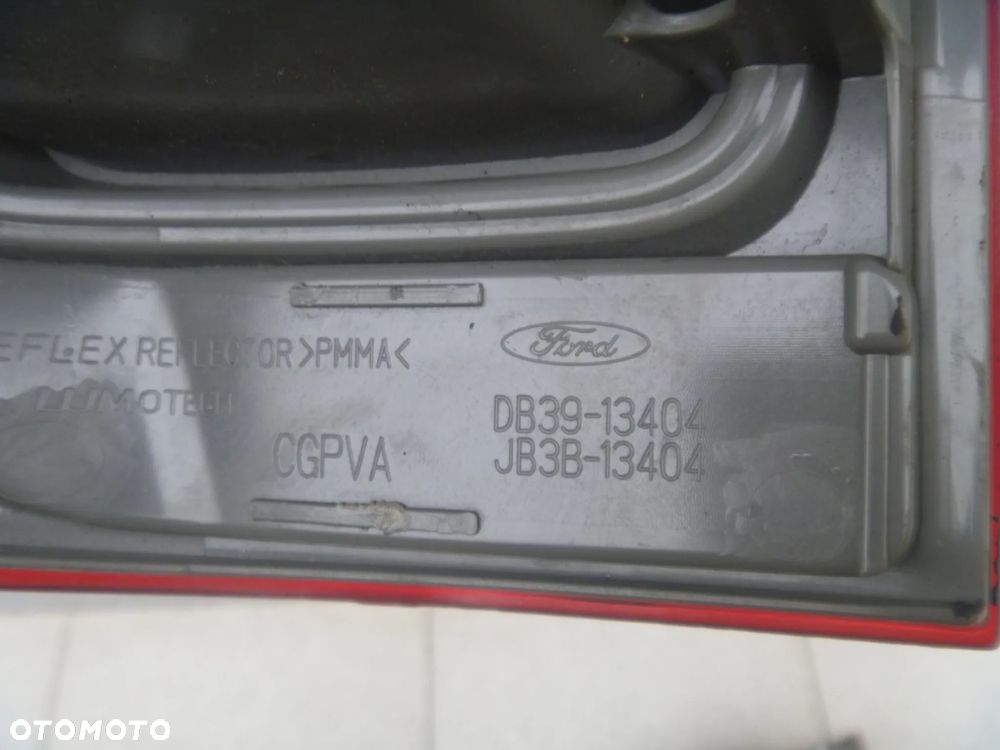 EFLEX REFLECTOR >PMMA<
LUMOTECH
CGPVA
Ford
DB39-13404
JB3B-13404
OTOMOTO